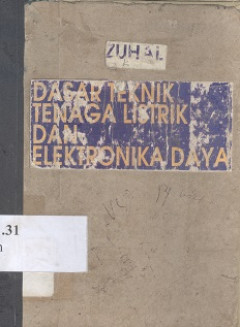 ZUHAL
DASAR TEKNIK
TENAGA LISTRIK
DAN
ELEKTRONIKA DAYA
.31